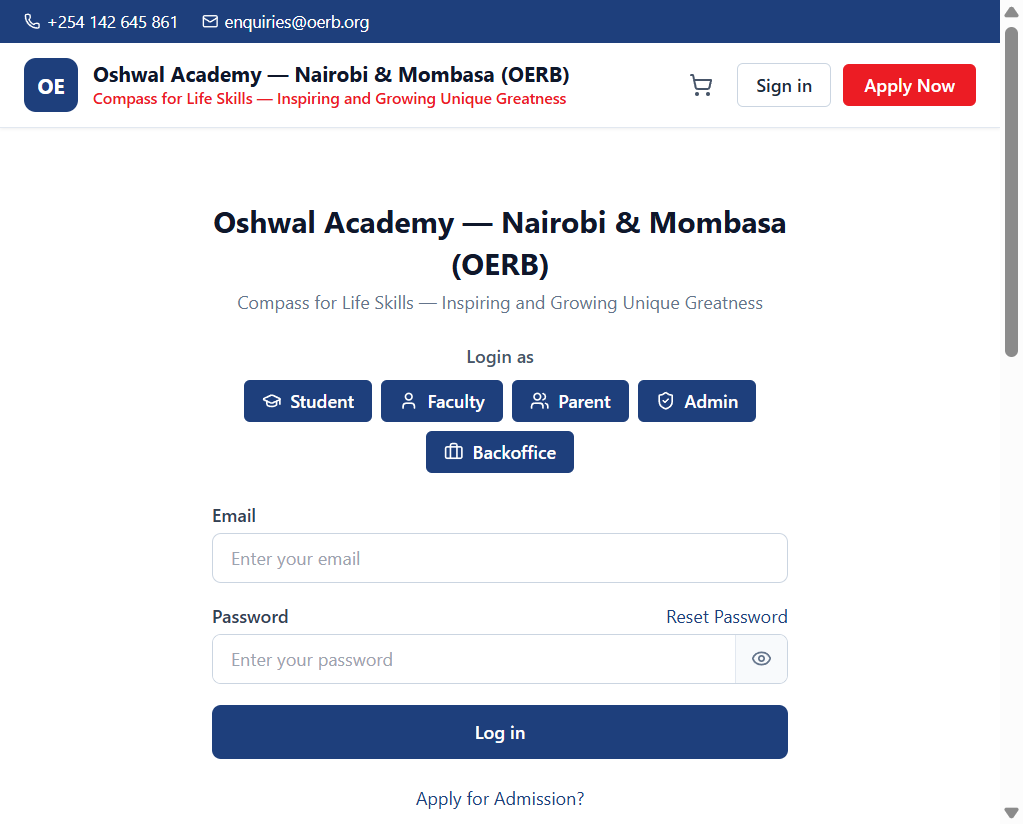 +254 142 645 861 enquiries@oerb.org
OE
Oshwal Academy — Nairobi & Mombasa (OERB)
Compass for Life Skills — Inspiring and Growing Unique Greatness
Sign in
Apply Now
Oshwal Academy — Nairobi & Mombasa
(OERB)
Compass for Life Skills — Inspiring and Growing Unique Greatness
Login as
Student Faculty Parent Admin
Backoffice
Email
Enter your email
Password Reset Password
Enter your password
Log in
Apply for Admission?